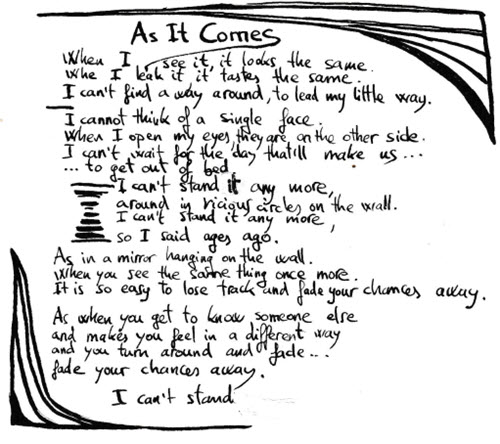 As It Comes
When I see it, it looks the same.
Whe I leak it it tastes the same.
I can't find a way around, to lead my little way.
I cannot think of a single face.
When I open my eyes, they are on the other side.
I can't wait for the day thatill make us ...
... to get out of bed.
I can't stand it any more,
around in vicious circles on the wall.
I can't stand it any more,
so I said ages ago.
As in a mirror hanging on the wall.
When you see the same thing once more.
It is so easy to lose track and fade your chances away.
As when you get to know someone else
and makes you feel in a different way
and you turn around and fade...
fade your chances away.
I can't stand